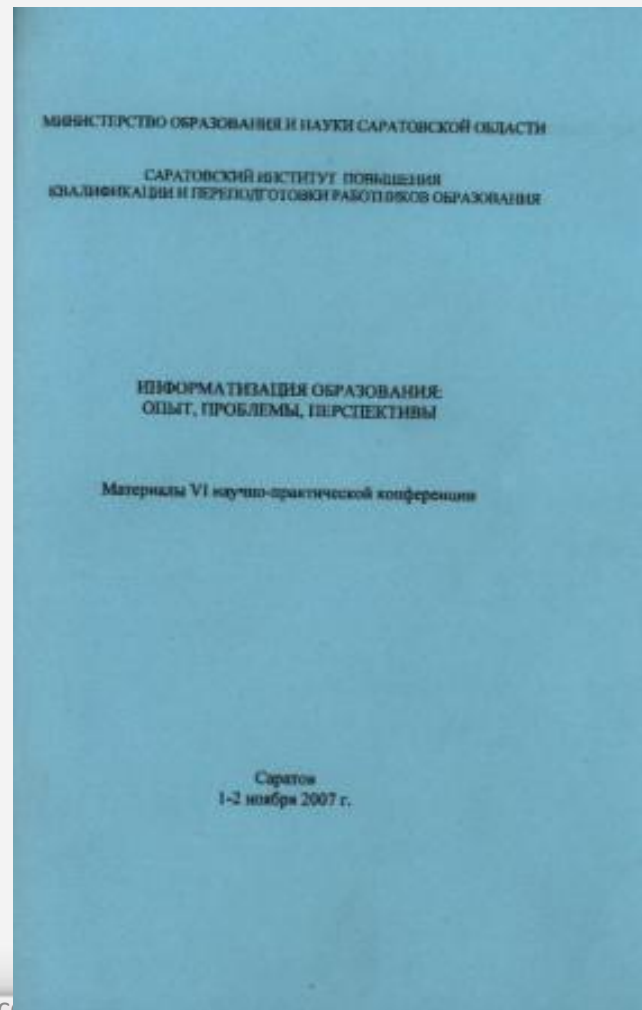 МИНИСТЕРСТВО ОБРАЗОВАНИЯ И НАУКИ САРАТОВСКОЙ ОБЛАСТИ
САРАТОВСКИЙ ИНСТИТУТ ПОВЫШЕНИЯ
КВАЛИФИКАЦИИ И ПЕРЕПОДГОТОВКИ РАБОТНИКОВ ОБРАЗОВАНИЯ
ИНФОРМАТИЗАЦИЯ ОБРАЗОВАНИЯ:
ОПЫТ, ПРОБЛЕМЫ, ПЕРСПЕКТИВЫ
Материалы VI научно-практической конференции
Саратов
1-2 ноября 2007 г.